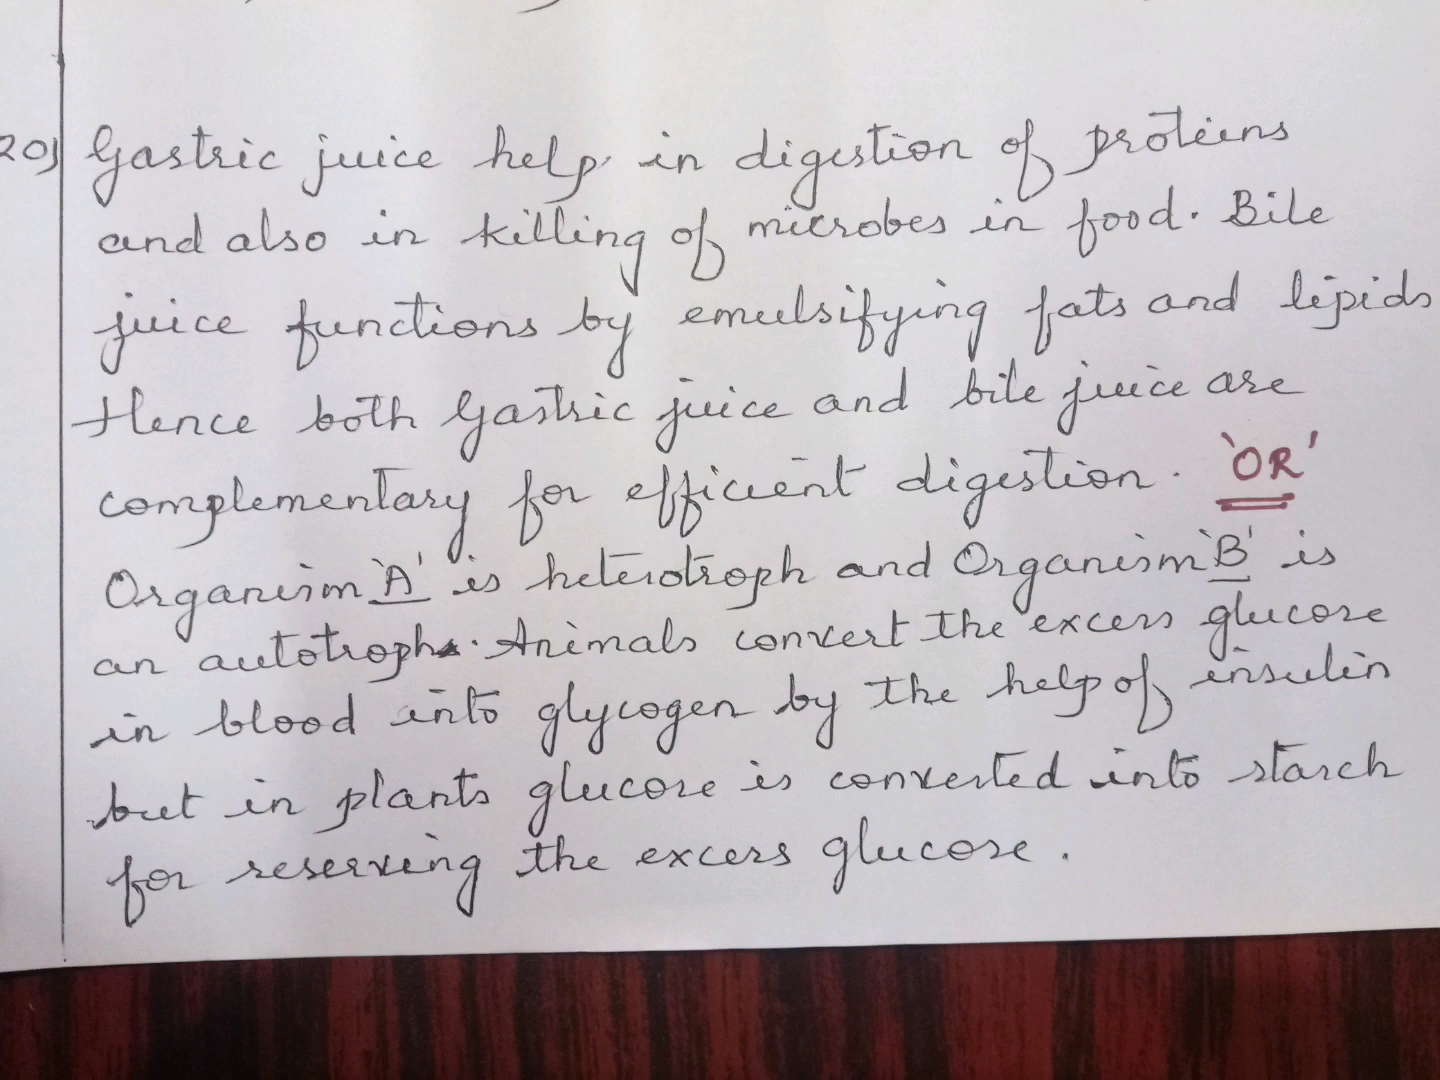 20) Gastric juice help in digestion of proteins
and also in killing of microbes in food. Bile
juice functions by emulsifying fats and lipids
Hence both Gastric juice and bile juice are
complementary for efficient digestion. 'OR'
Organism 'A' is heterotroph and Organism 'B' is
an autotroph. Animals convert the excess glucose
in blood into glycogen by the help of insulin
but in plants glucose is converted into starch
for reserving the excess glucose.